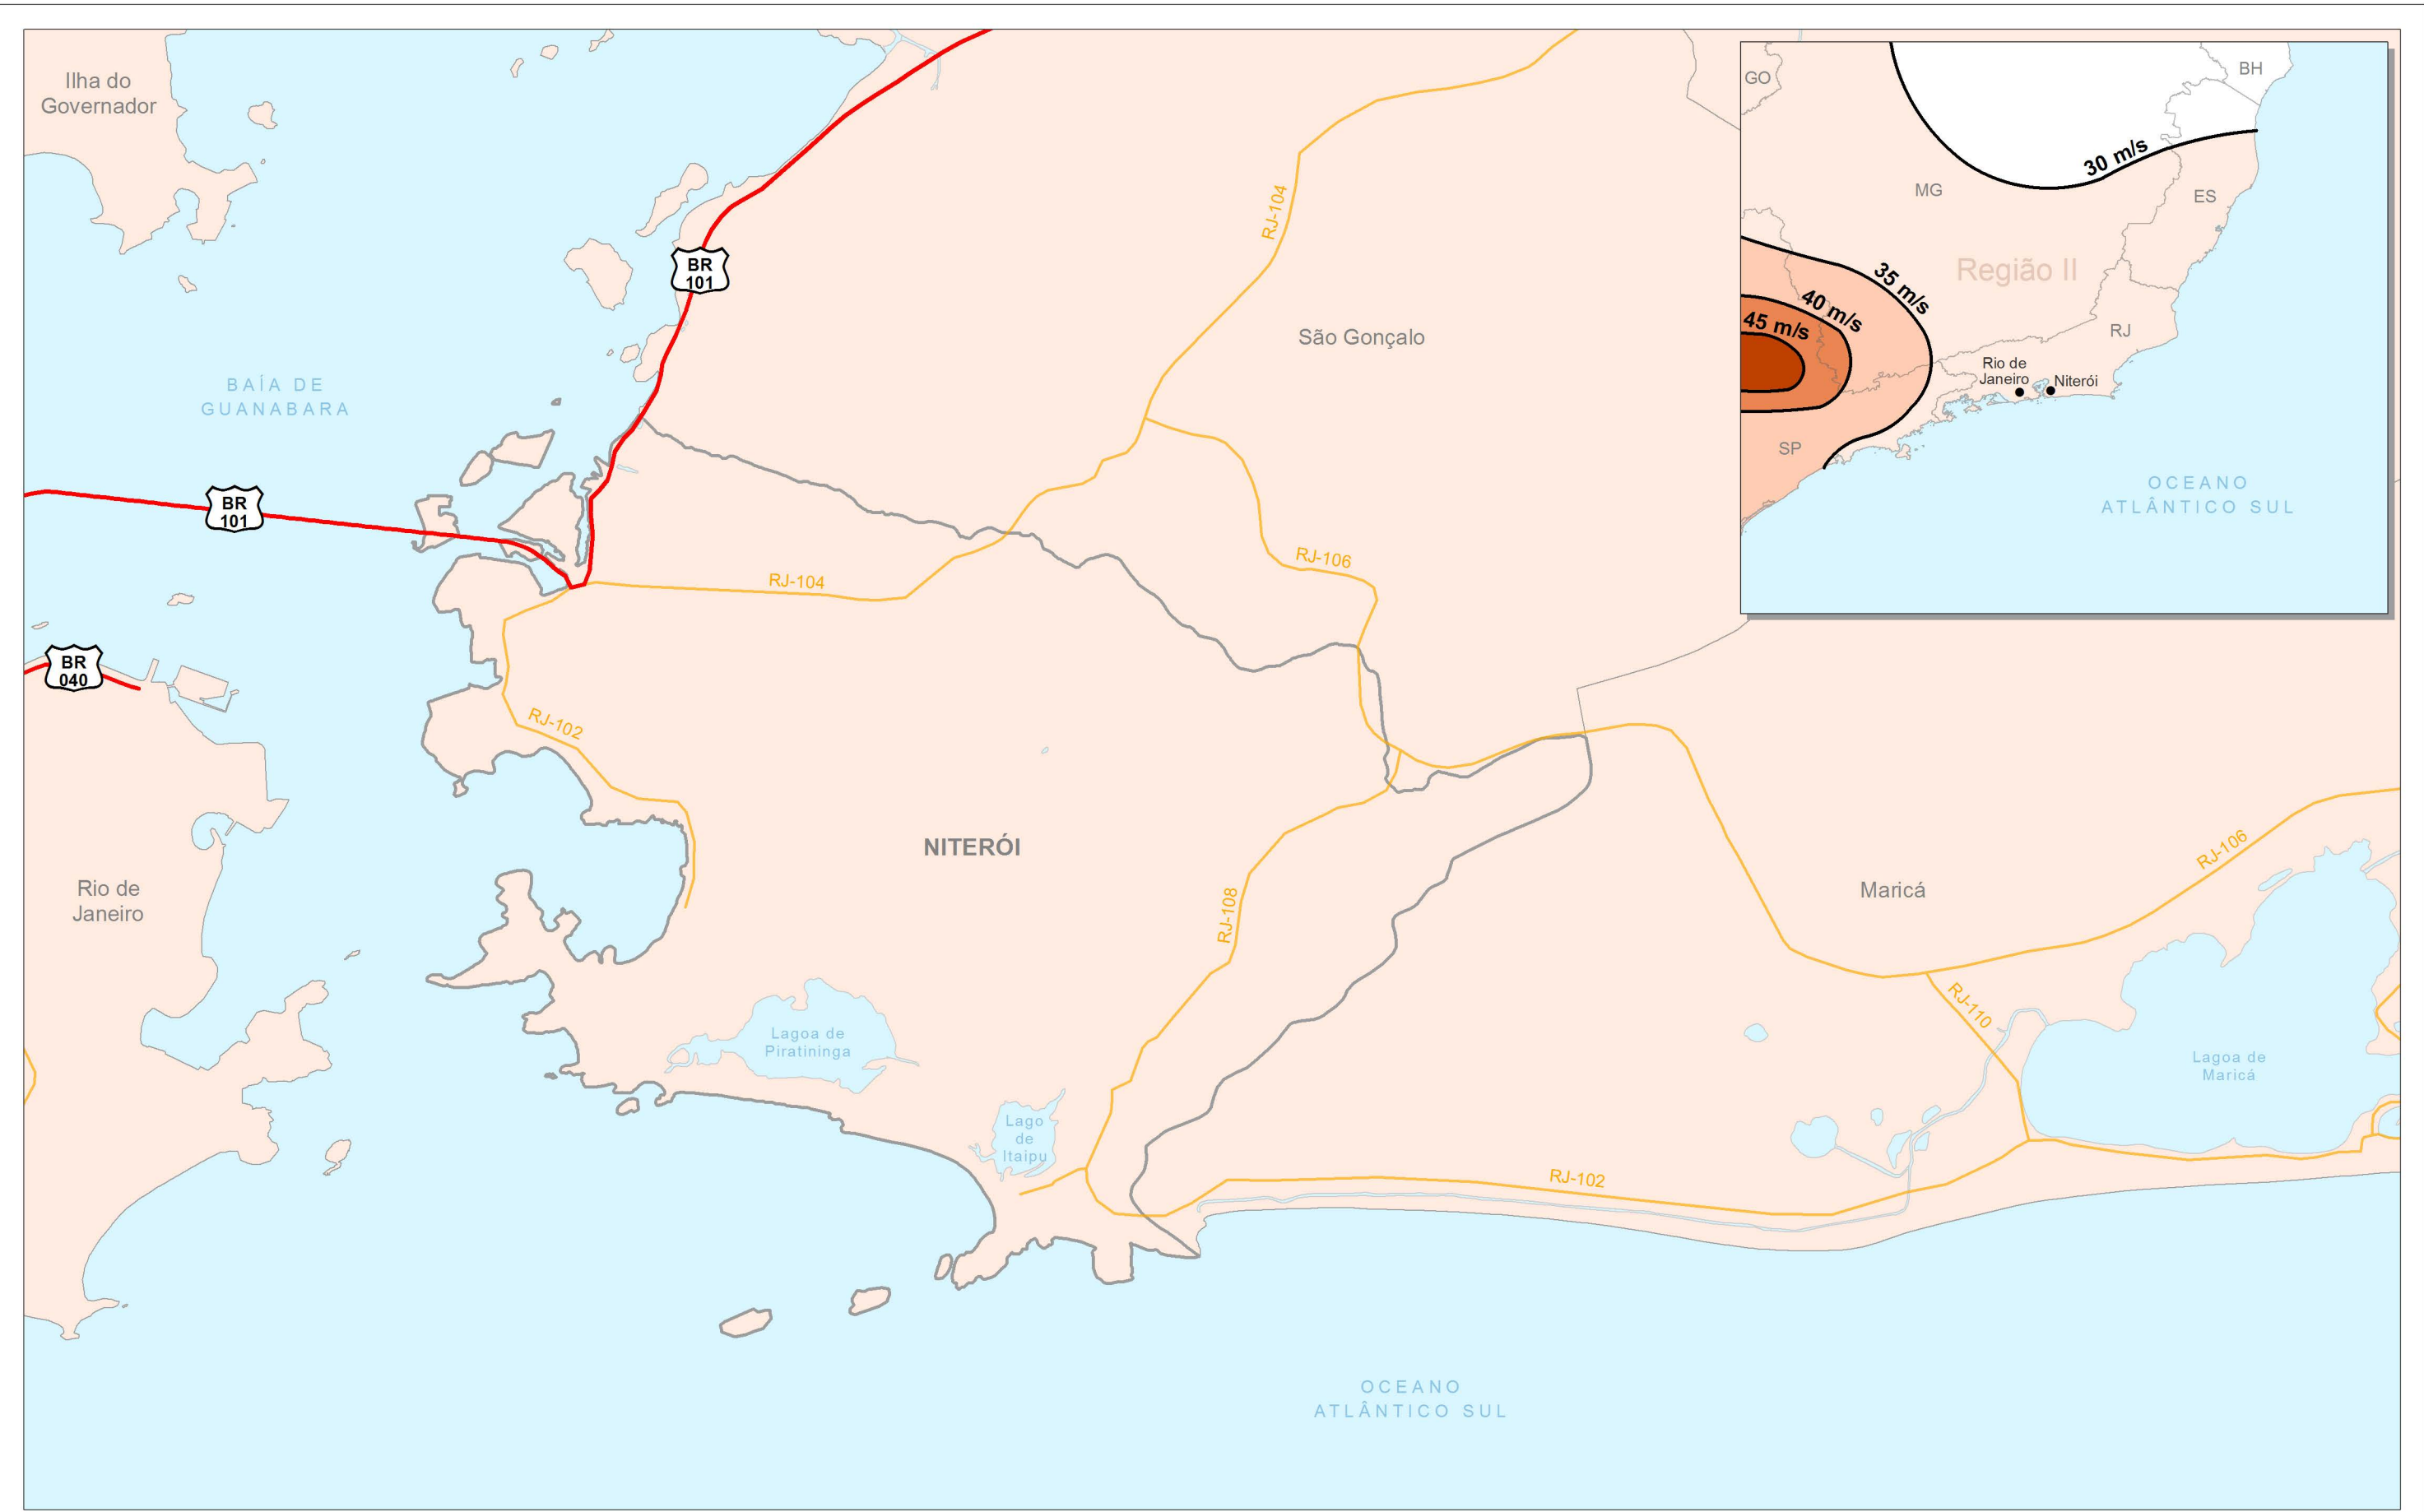 Ilha do
Governador
BR
101
RJ-104
São Gonçalo
BAÍA DE
GUANABARA
BR
101
RJ-106
RJ-104
BR
040
RJ-102
NITERÓI
Rio de
Janeiro
RJ-108
Maricá
RJ-106
RJ-110
Lagoa de
Piratininga
Lagoa de
Maricá
Lago
de
Itaipu
RJ-102
OCEANO
ATLÂNTICO SUL
GO
BH
30 m/s
MG
ES
Região II
35 m/s
40 m/s
45 m/s
RJ
Rio de
Janeiro
Niterói
SP
OCEANO
ATLÂNTICO SUL